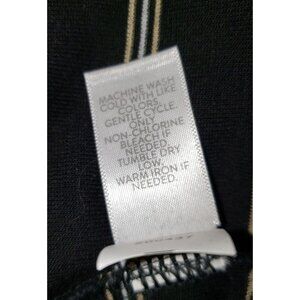 MACHINE WASH
COLD WITH LIKE
COLORS.
GENTLE CYCLE.
ONLY
NON-CHLORINE
BLEACH IF
NEEDED.
TUMBLE DRY
LOW.
WARM IRON IF
NEEDED.